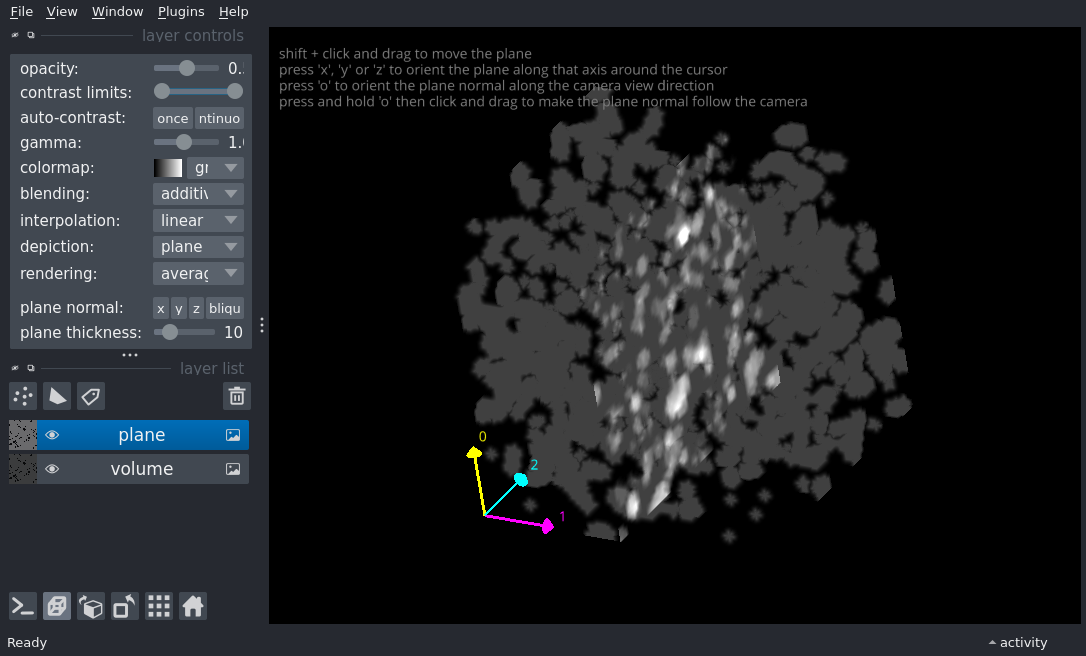 File View Window Plugins Help
layer controls
opacity: 0.
contrast limits:
auto-contrast: once ntinuo
gamma: 1.
colormap: gr
blending: additiv
interpolation: linear
depiction: plane
rendering: averag
plane normal: x y z bliqu
plane thickness: 10
layer list
plane
volume
Ready
shift + click and drag to move the plane
press 'x', 'y' or 'z' to orient the plane along that axis around the cursor
press 'o' to orient the plane normal along the camera view direction
press and hold 'o' then click and drag to make the plane normal follow the camera
0
2
1
activity